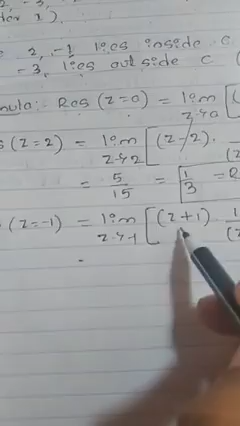 2, -1 lies inside c
= 3, lies outside c
mula:- Res (z=a) = lim z→a [(
(z=2) = lim z→2 [(z-2).
= 5/15 = 1/3 = R
(z=-1) = lim z→-1 [(z+1) 1/(z
=